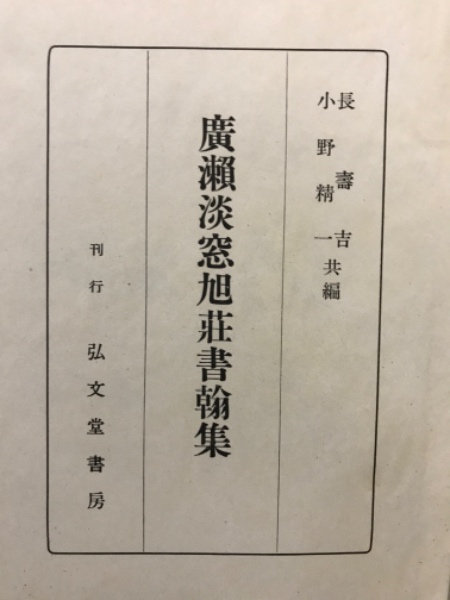 長壽吉
小野精一
共編
廣瀨淡窓旭莊書翰集
刊行 弘文堂書房